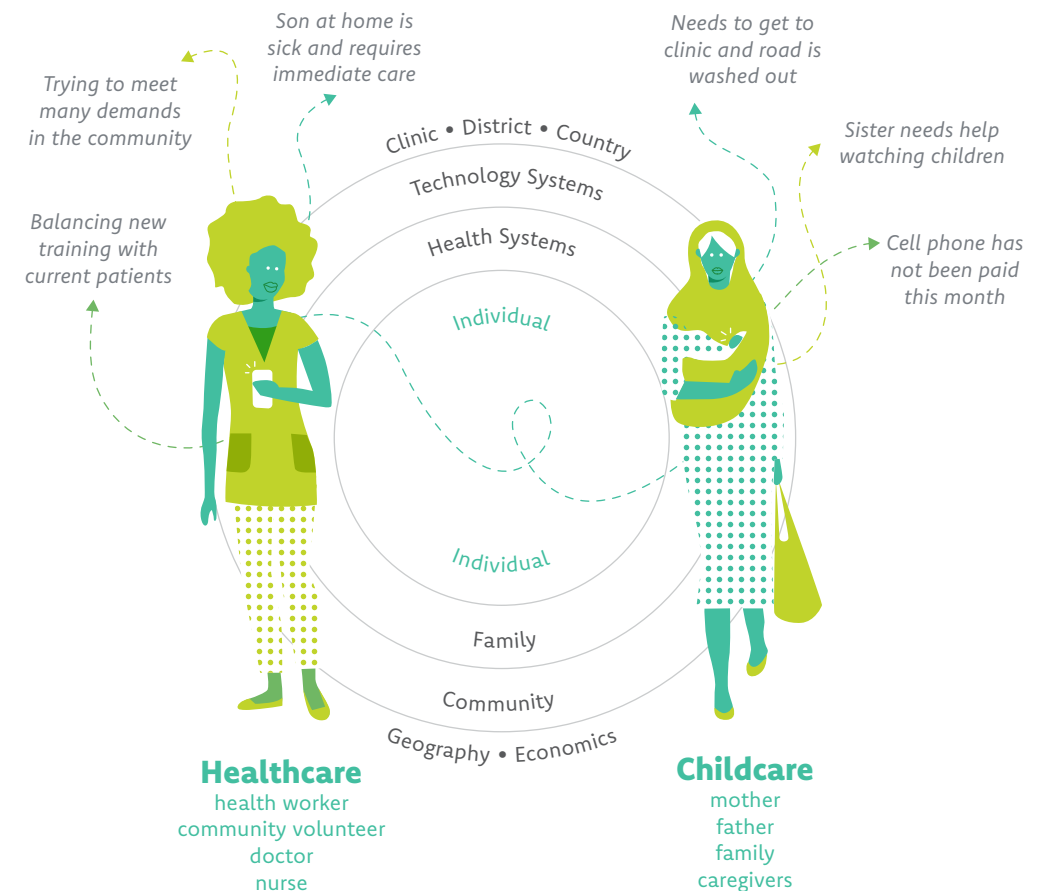 Son at home is
sick and requires
immediate care
Needs to get to
clinic and road is
washed out
Trying to meet
many demands
in the community
Sister needs help
watching children
Balancing new
training with
current patients
Cell phone has
not been paid
this month
Clinic • District • Country
Technology Systems
Health Systems
Individual
Individual
Family
Community
Geography • Economics
Healthcare
health worker
community volunteer
doctor
nurse
Childcare
mother
father
family
caregivers